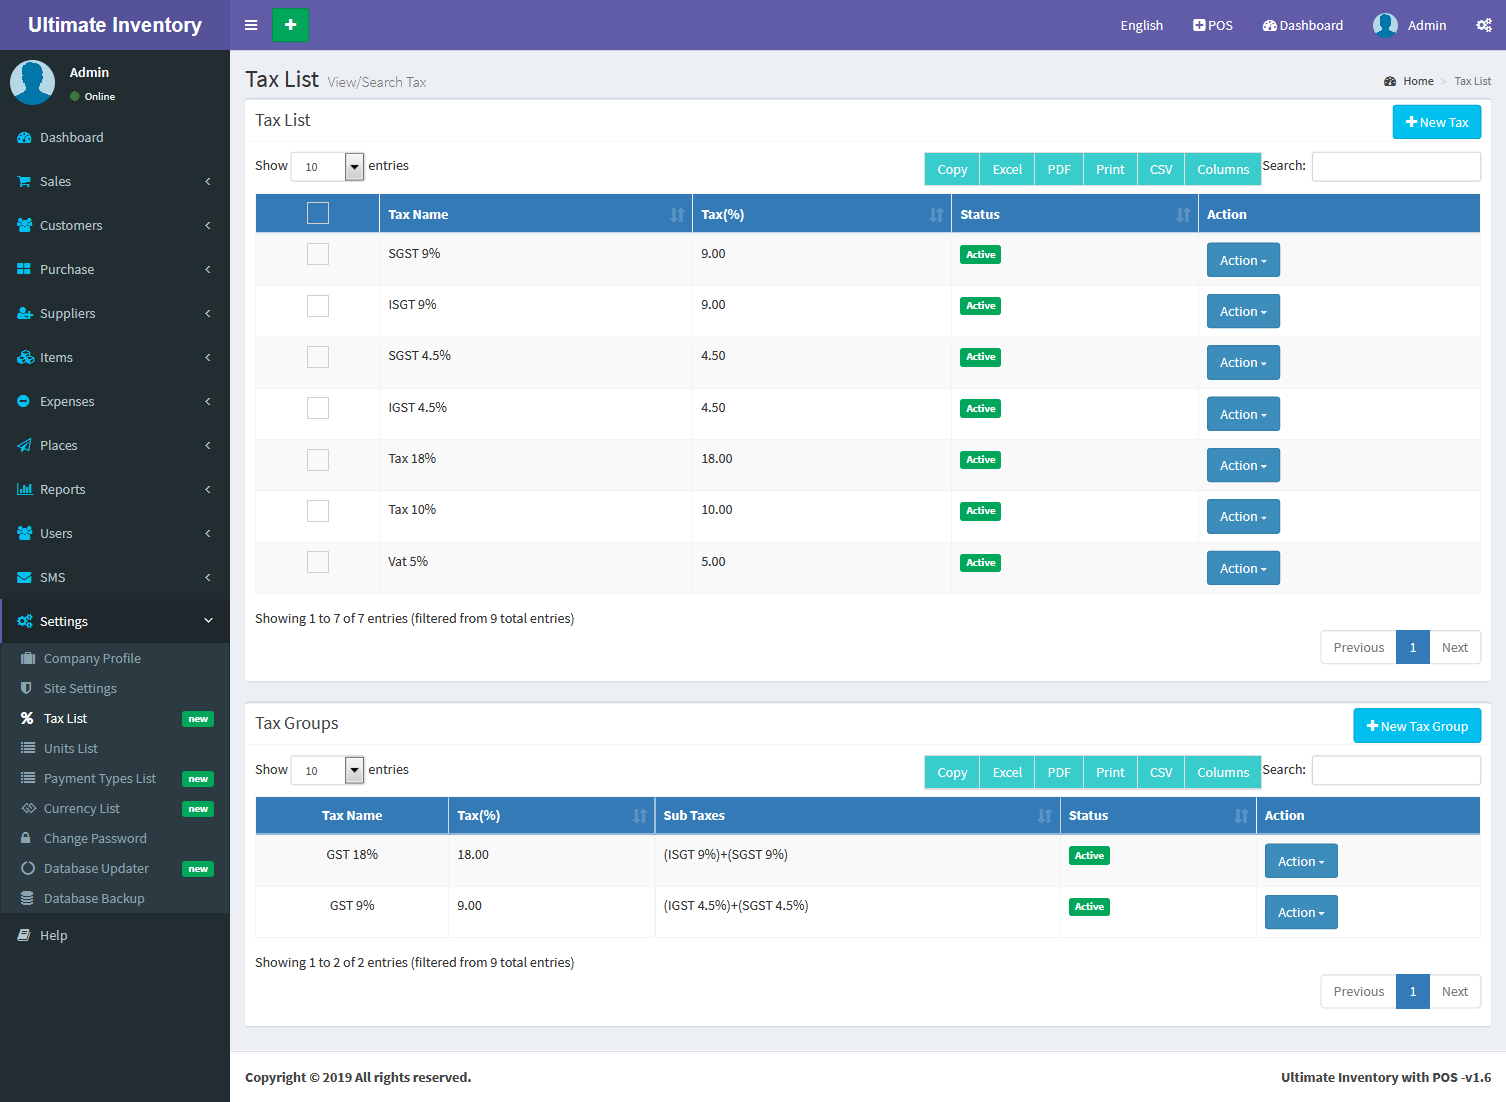 Ultimate Inventory
+
English
POS
Dashboard
Admin
Admin
Online
Dashboard
Sales
Customers
Purchase
Suppliers
Items
Expenses
Places
Reports
Users
SMS
Settings
Company Profile
Site Settings
Tax List new
Units List
Payment Types List new
Currency List new
Change Password
Database Updater new
Database Backup
Help
Tax List View/Search Tax
Home > Tax List
Tax List
+ New Tax
Show 10 entries
Copy Excel PDF Print CSV Columns Search:
Tax Name Tax(%) Status Action
SGST 9% 9.00 Active Action
ISGT 9% 9.00 Active Action
SGST 4.5% 4.50 Active Action
IGST 4.5% 4.50 Active Action
Tax 18% 18.00 Active Action
Tax 10% 10.00 Active Action
Vat 5% 5.00 Active Action
Showing 1 to 7 of 7 entries (filtered from 9 total entries)
Previous 1 Next
Tax Groups
+ New Tax Group
Show 10 entries
Copy Excel PDF Print CSV Columns Search:
Tax Name Tax(%) Sub Taxes Status Action
GST 18% 18.00 (ISGT 9%)+(SGST 9%) Active Action
GST 9% 9.00 (IGST 4.5%)+(SGST 4.5%) Active Action
Showing 1 to 2 of 2 entries (filtered from 9 total entries)
Previous 1 Next
Copyright © 2019 All rights reserved.
Ultimate Inventory with POS -v1.6